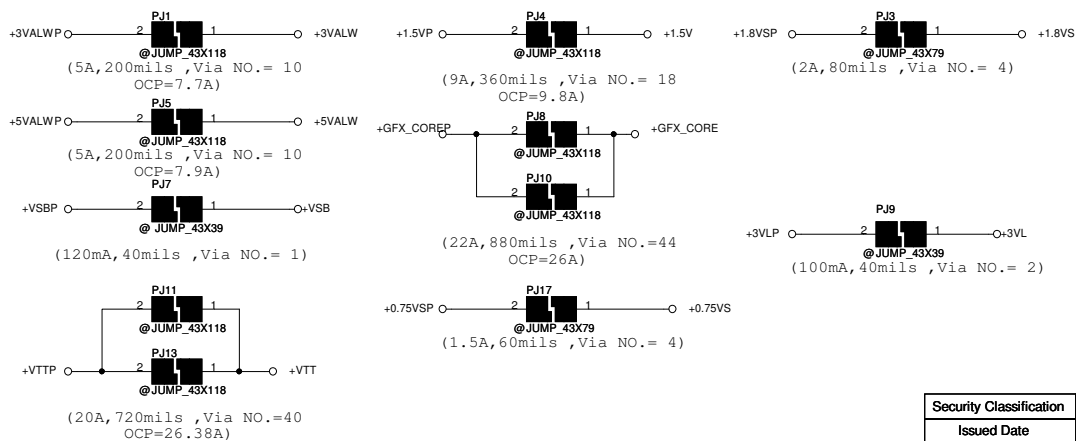 PJ1
+3VALWP 2 1 +3VALW
@JUMP_43X118
(5A,200mils ,Via NO.= 10
OCP=7.7A)
PJ5
+5VALWP 2 1 +5VALW
@JUMP_43X118
(5A,200mils ,Via NO.= 10
OCP=7.9A)
PJ7
+VSBP 2 1 +VSB
@ JUMP_43X39
(120mA,40mils ,Via NO.= 1)
PJ11
2 1
@JUMP_43X118
PJ13
+VTTP 2 1 +VTT
@JUMP_43X118
(20A,720mils ,Via NO.=40
OCP=26.38A)
PJ4
+1.5VP 2 1 +1.5V
@JUMP_43X118
(9A,360mils ,Via NO.= 18
OCP=9.8A)
PJ8
+GFX_COREP 2 1 +GFX_CORE
@JUMP_43X118
PJ10
2 1
@JUMP_43X118
(22A,880mils ,Via NO.=44
OCP=26A)
PJ17
+0.75VSP 2 1 +0.75VS
@JUMP_43X79
(1.5A,60mils ,Via NO.= 4)
PJ3
+1.8VSP 2 1 +1.8VS
@JUMP_43X79
(2A,80mils ,Via NO.= 4)
PJ9
+3VLP 2 1 +3VL
@JUMP_43X39
(100mA,40mils ,Via NO.= 2)
Security Classification
Issued Date